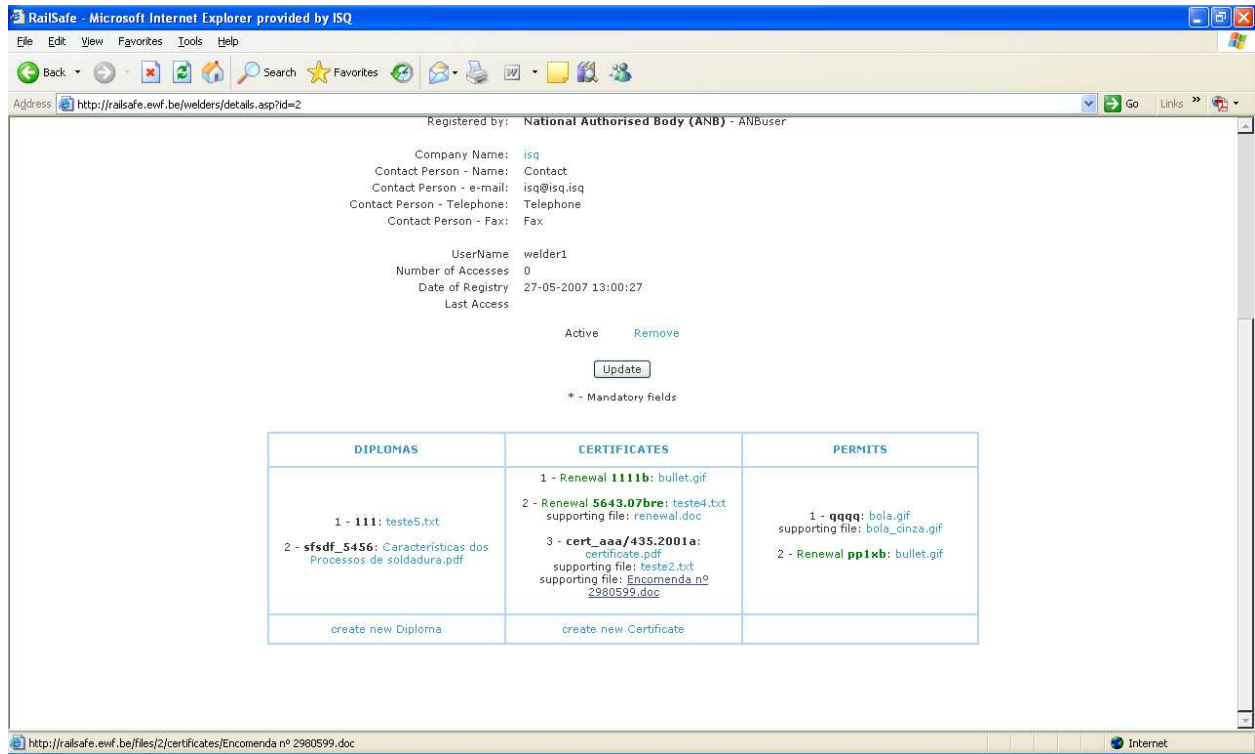 RailSafe - Microsoft Internet Explorer provided by ISQ
File Edit View Favorites Tools Help
Back Search Favorites
Address http://railsafe.ewf.be/welders/details.asp?id=2 Go Links »
Registered by: National Authorised Body (ANB) - ANBuser
Company Name: isq
Contact Person - Name: Contact
Contact Person - e-mail: isq@isq.isq
Contact Person - Telephone: Telephone
Contact Person - Fax: Fax
UserName welder1
Number of Accesses 0
Date of Registry 27-05-2007 13:00:27
Last Access
Active Remove
Update
* - Mandatory fields
DIPLOMAS
1 - 111: teste5.txt
2 - sfsdf_5456: Características dos
Processos de soldadura.pdf
create new Diploma
CERTIFICATES
1 - Renewal 1111b: bullet.gif
2 - Renewal 5643.07bre: teste4.txt
supporting file: renewal.doc
3 - cert_aaa/435.2001a:
certificate.pdf
supporting file: teste2.txt
supporting file: Encomenda nº
2980599.doc
create new Certificate
PERMITS
1 - qqqq: bola.gif
supporting file: bola_cinza.gif
2 - Renewal pp1xb: bullet.gif
http://railsafe.ewf.be/files/2/certificates/Encomenda nº 2980599.doc Internet